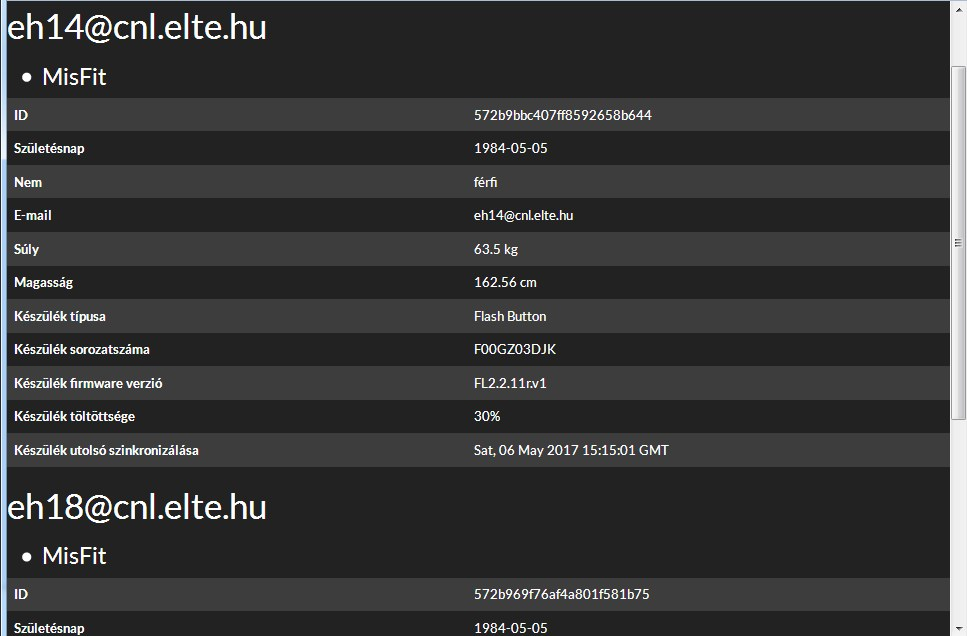 eh14@cnl.elte.hu
• MisFit
ID 572b9bbc407ff8592658b644
Születésnap 1984-05-05
Nem férfi
E-mail eh14@cnl.elte.hu
Súly 63.5 kg
Magasság 162.56 cm
Készülék típusa Flash Button
Készülék sorozatszáma F00GZ03DJK
Készülék firmware verzió FL2.2.11r.v1
Készülék töltöttsége 30%
Készülék utolsó szinkronizálása Sat, 06 May 2017 15:15:01 GMT
eh18@cnl.elte.hu
• MisFit
ID 572b969f76af4a801f581b75
Születésnap 1984-05-05